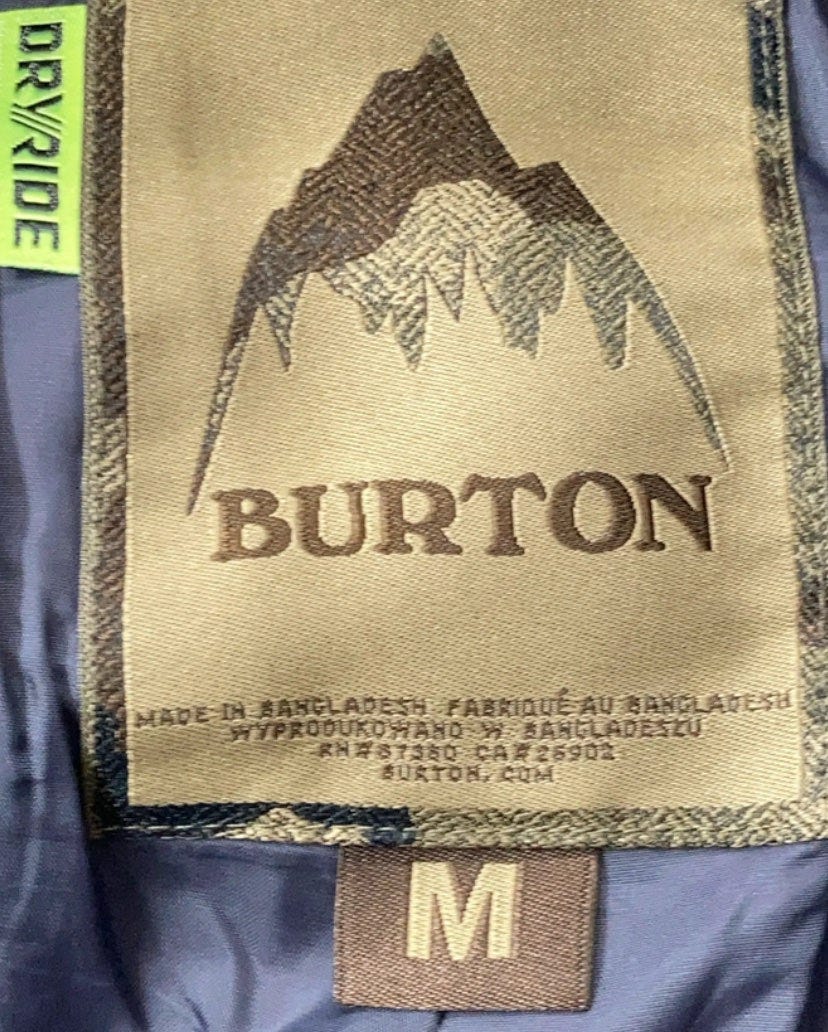 DRY//RIDE
BURTON
MADE IN BANGLADESH FABRIQUÉ AU BANGLADESH
WYPRODUKOWANO W BANGLADESZU
RN#87380 CA#26902
BURTON.COM
M